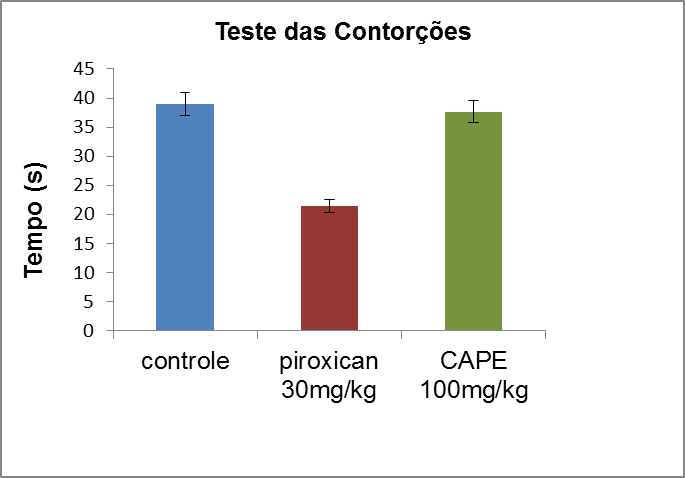 Teste das Contorções
Tempo (s)
45
40
35
30
25
20
15
10
5
0
controle
piroxican
30mg/kg
CAPE
100mg/kg